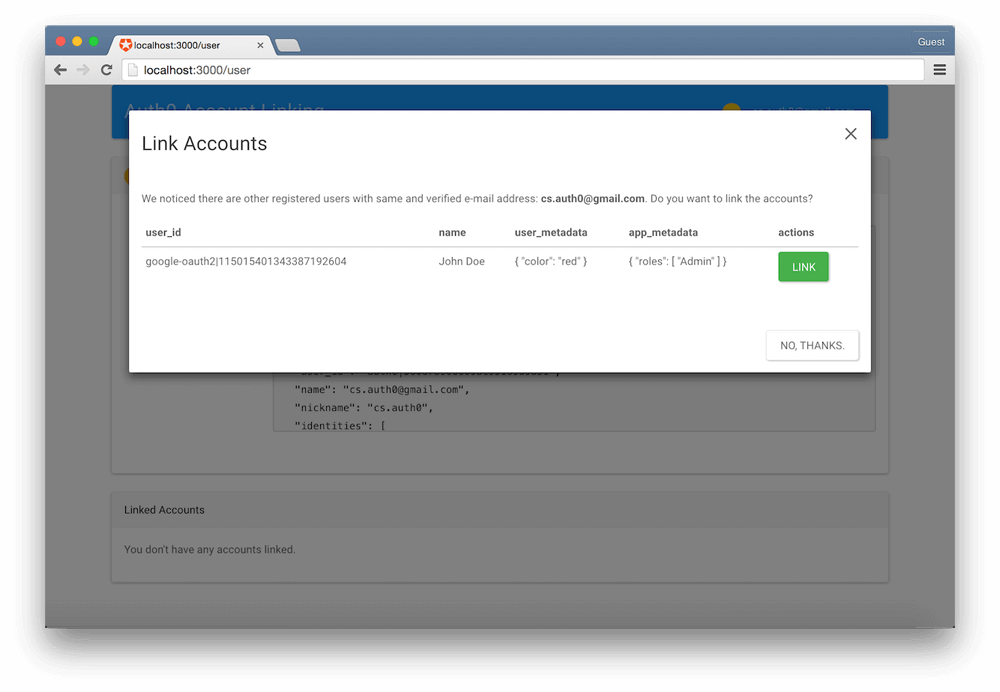 localhost:3000/user
Guest
localhost:3000/user
Auth0 Account Linking
Link Accounts
We noticed there are other registered users with same and verified e-mail address: cs.auth0@gmail.com. Do you want to link the accounts?
user_id name user_metadata app_metadata actions
google-oauth2|115015401343387192604 John Doe { "color": "red" } { "roles": [ "Admin" ] } LINK
NO, THANKS.
"name": "cs.auth0@gmail.com",
"nickname": "cs.auth0",
"identities": [
Linked Accounts
You don't have any accounts linked.